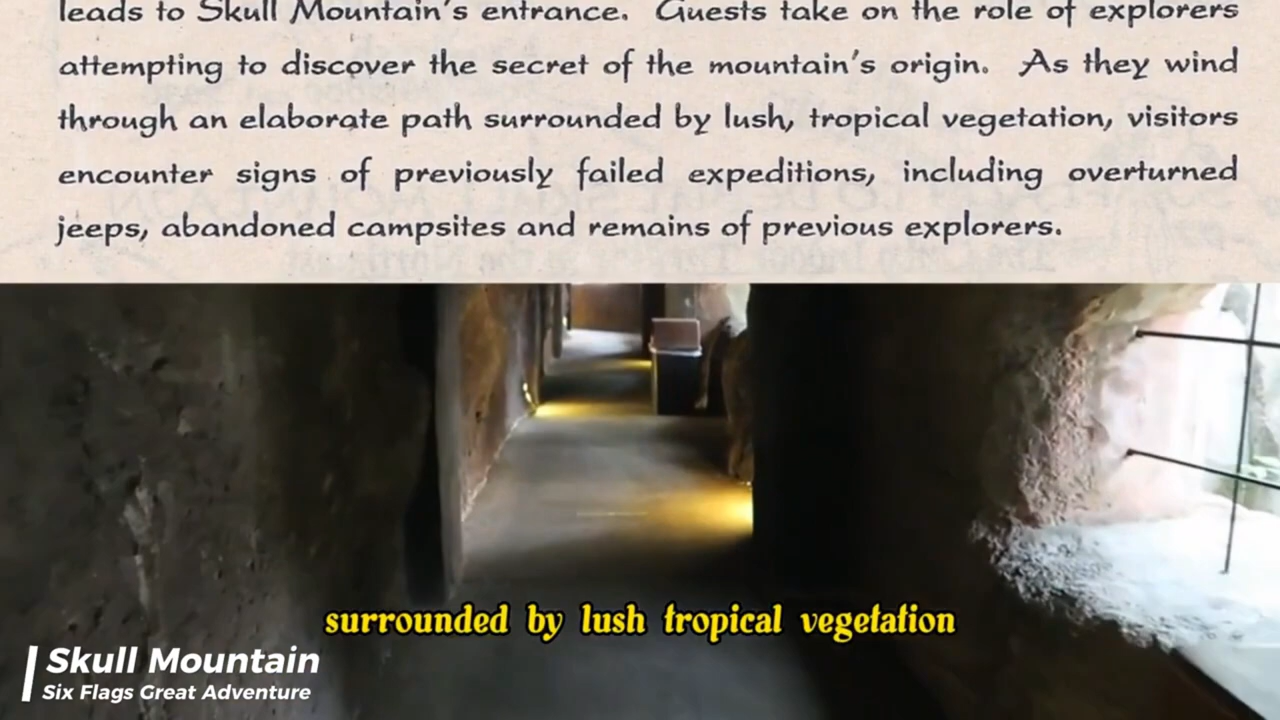 leads to Skull Mountain's entrance. Guests take on the role of explorers
attempting to discover the secret of the mountain's origin. As they wind
through an elaborate path surrounded by lush, tropical vegetation, visitors
encounter signs of previously failed expeditions, including overturned
jeeps, abandoned campsites and remains of previous explorers.
surrounded by lush tropical vegetation
Skull Mountain
Six Flags Great Adventure